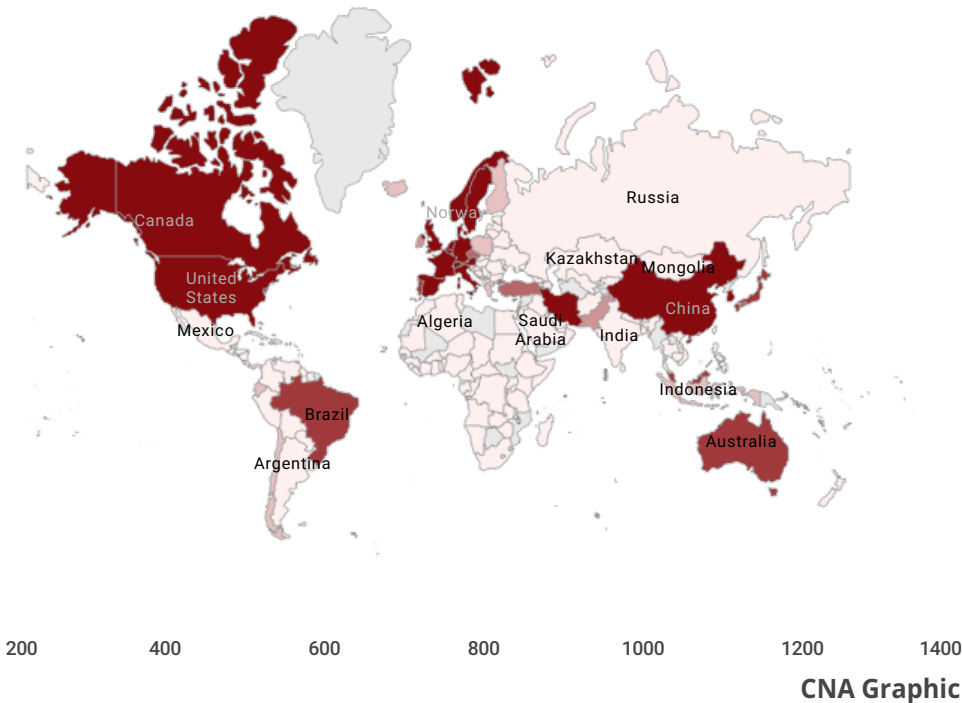 Russia
Canada
Norway
Kazakhstan
Mongolia
United
States
China
Mexico
Algeria
Saudi
Arabia
India
Indonesia
Brazil
Australia
Argentina
200 400 600 800 1000 1200 1400
CNA Graphic